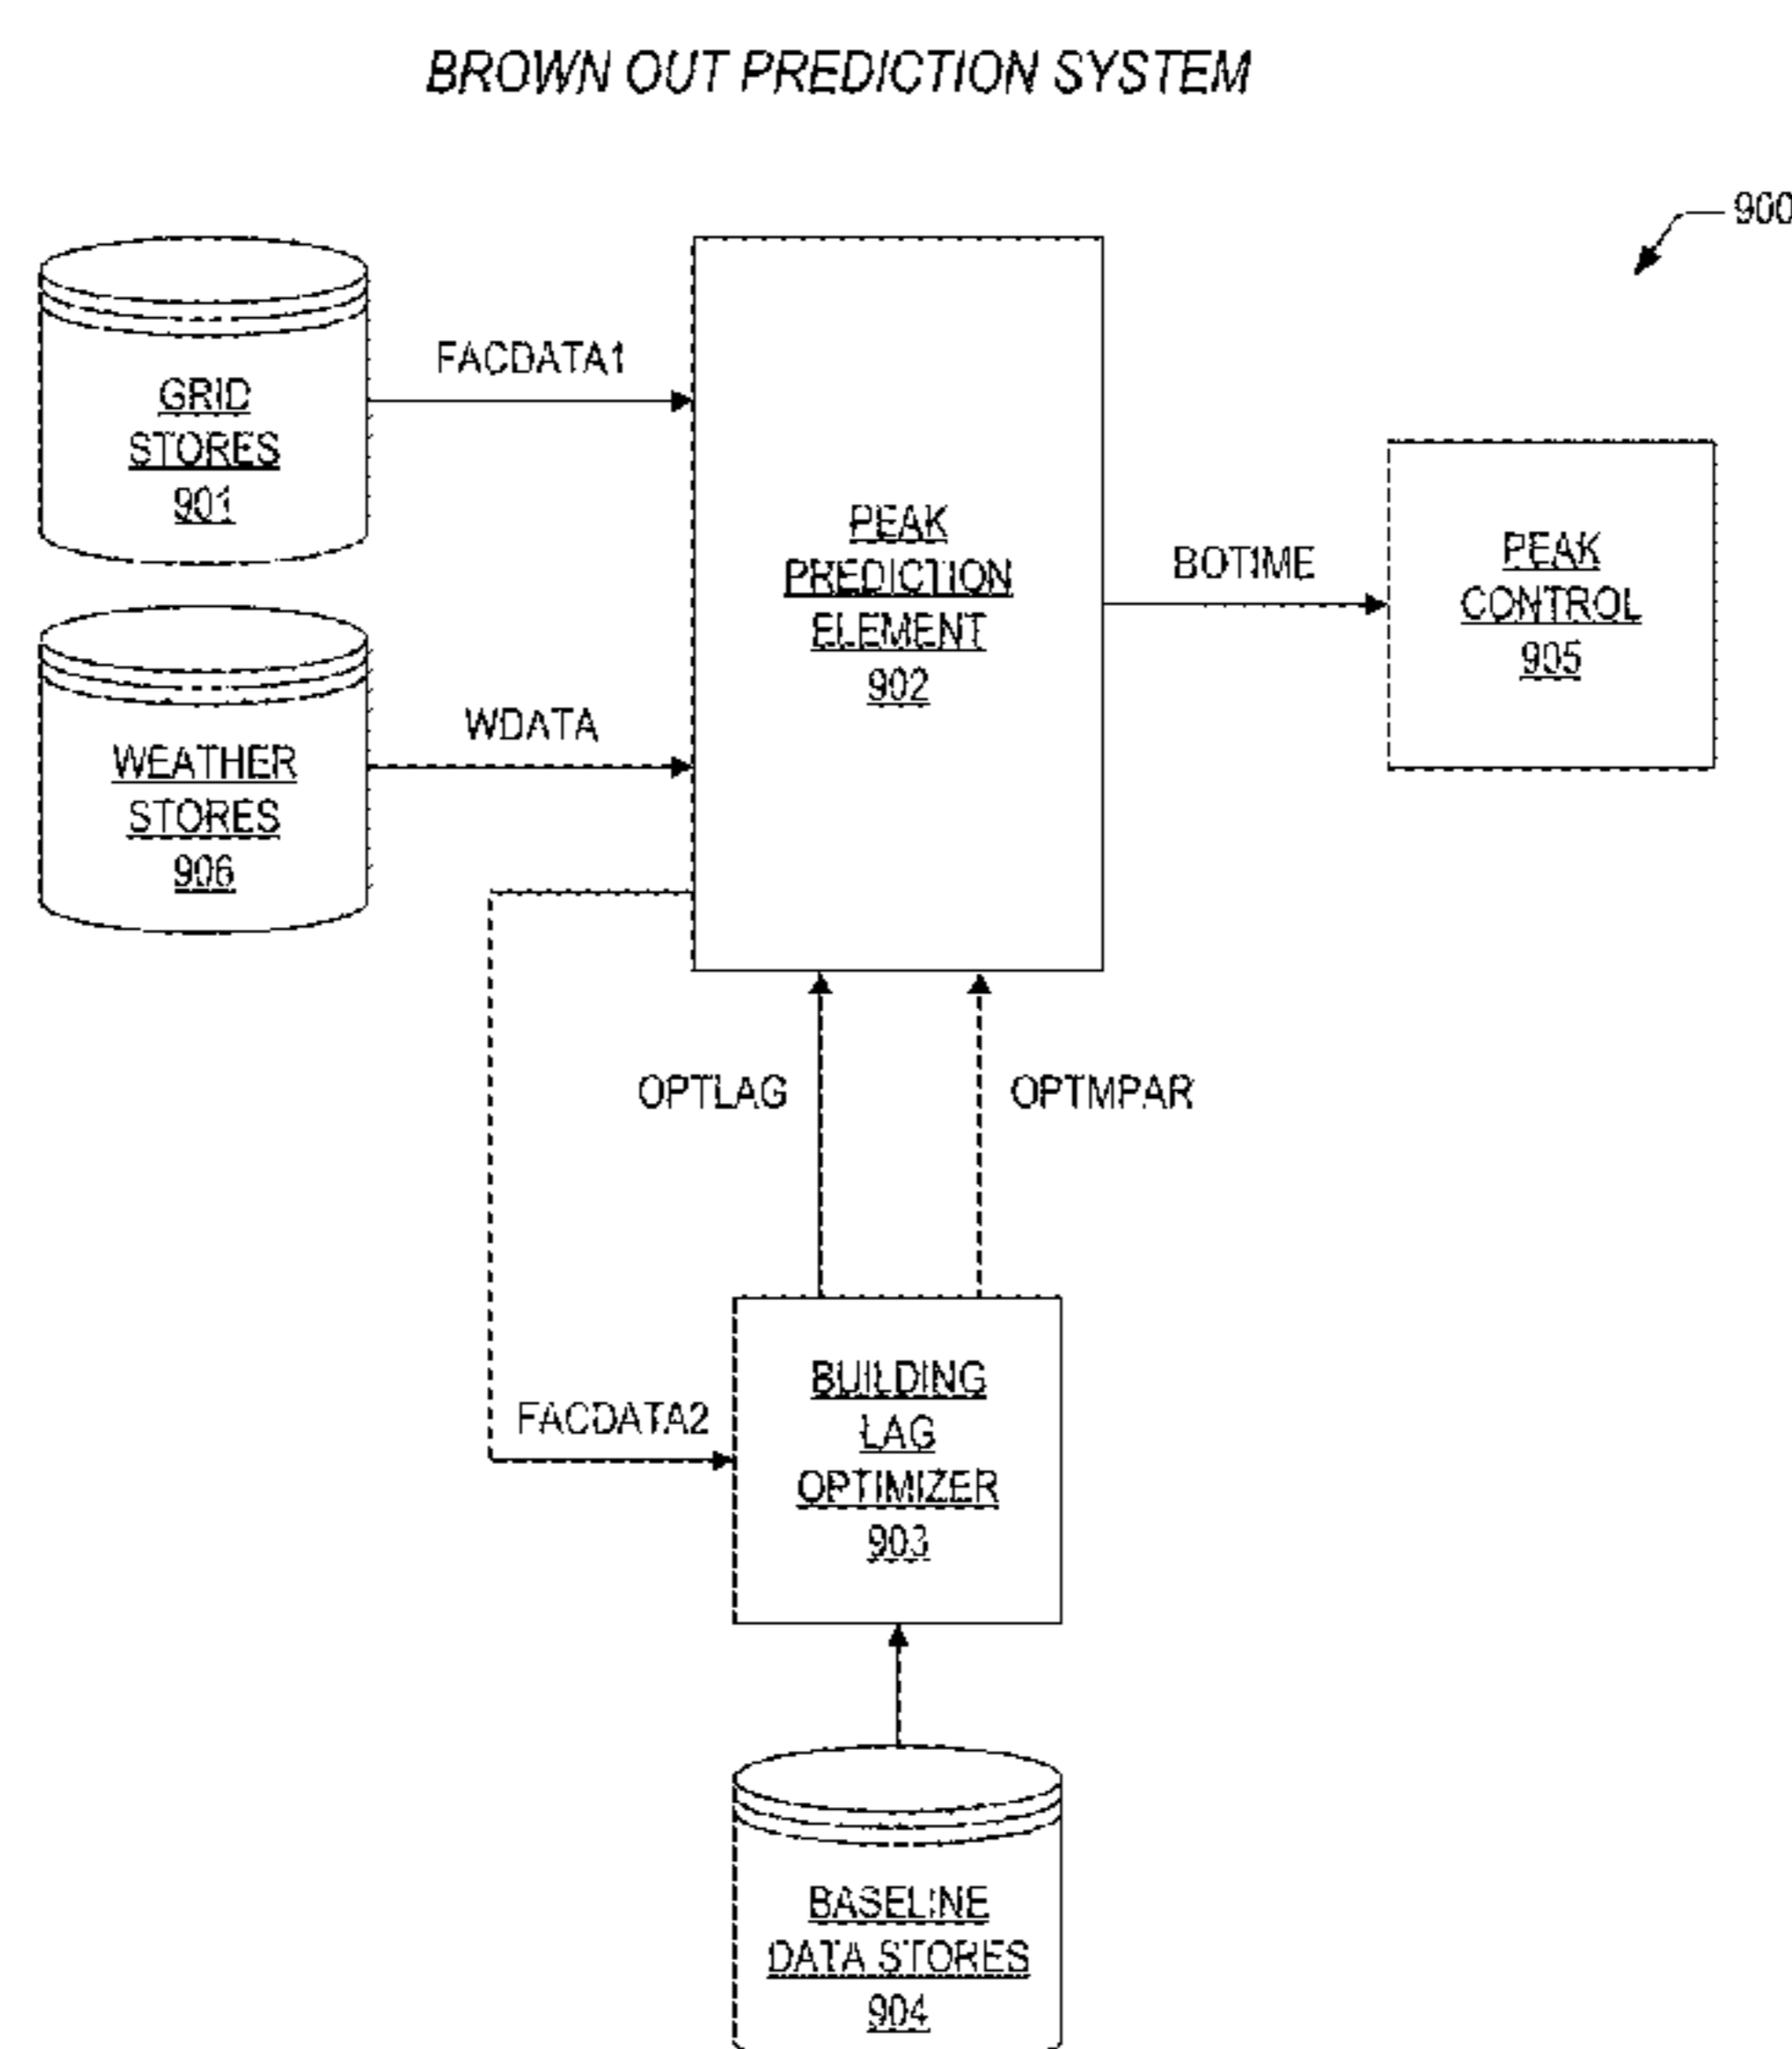 BROWN OUT PREDICTION SYSTEM
900
GRID
STORES
901
FACDATA1
WEATHER
STORES
906
WDATA
PEAK
PREDICTION
ELEMENT
902
BOTIME
PEAK
CONTROL
905
OPTLAG
OPTMPAR
FACDATA2
BUILDING
LAG
OPTIMIZER
903
BASELINE
DATA STORES
904